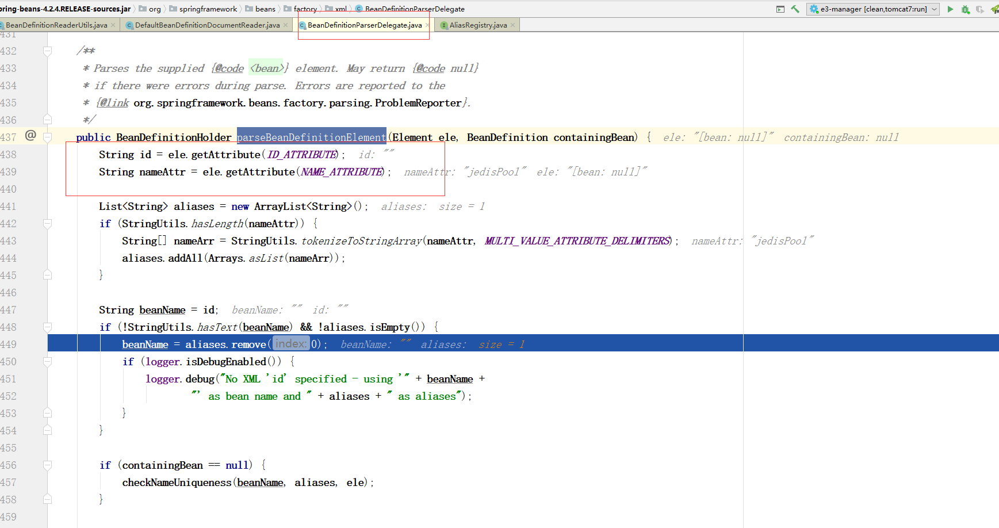 pring-beans-4.2.4.RELEASE-sources.jar org springframework beans factory xml BeanDefinitionParserDelegate e3-manager [clean,tomcat7:run]
BeanDefinitionReaderUtils.java DefaultBeanDefinitionDocumentReader.java BeanDefinitionParserDelegate.java AliasRegistry.java
431
432 /**
433 * Parses the supplied {@code <bean>} element. May return {@code null}
434 * if there were errors during parse. Errors are reported to the
435 * {@link org.springframework.beans.factory.parsing.ProblemReporter}.
436 */
437 @ public BeanDefinitionHolder parseBeanDefinitionElement(Element ele, BeanDefinition containingBean) { ele: "[bean: null]" containingBean: null
438 String id = ele.getAttribute(ID_ATTRIBUTE); id: ""
439 String nameAttr = ele.getAttribute(NAME_ATTRIBUTE); nameAttr: "jedisPool" ele: "[bean: null]"
440
441 List<String> aliases = new ArrayList<String>(); aliases: size = 1
442 if (StringUtils.hasLength(nameAttr)) {
443 String[] nameArr = StringUtils.tokenizeToStringArray(nameAttr, MULTI_VALUE_ATTRIBUTE_DELIMITERS); nameAttr: "jedisPool"
444 aliases.addAll(Arrays.asList(nameArr));
445 }
446
447 String beanName = id; beanName: "" id: ""
448 if (!StringUtils.hasText(beanName) && !aliases.isEmpty()) {
449 beanName = aliases.remove( index: 0); beanName: "" aliases: size = 1
450 if (logger.isDebugEnabled()) {
451 logger.debug("No XML 'id' specified - using '" + beanName +
452 "' as bean name and " + aliases + " as aliases");
453 }
454 }
455
456 if (containingBean == null) {
457 checkNameUniqueness(beanName, aliases, ele);
458 }
459